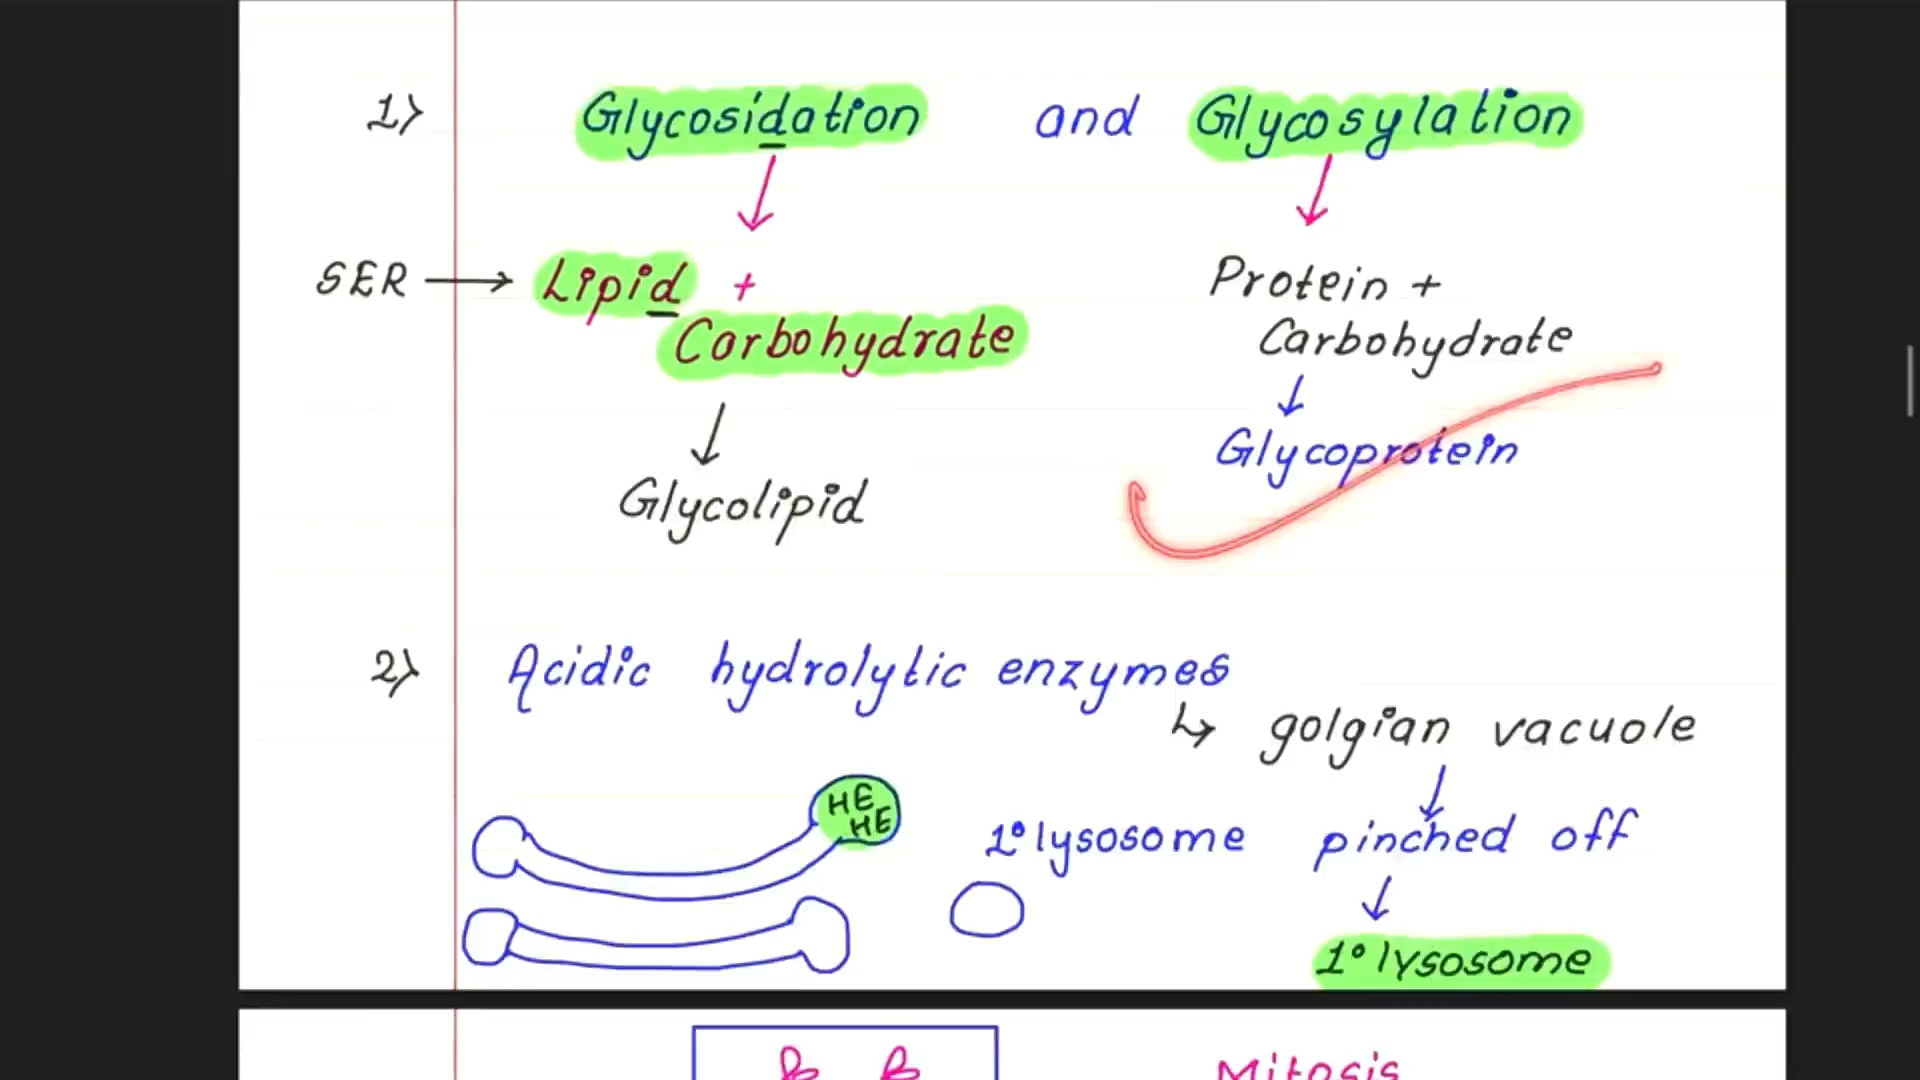 1> Glycosidation and Glycosylation
SER → Lipid + Protein +
Carbohydrate Carbohydrate
Glycolipid Glycoprotein
2> Acidic hydrolytic enzymes
↳ golgian vacuole
HE
HE
1° lysosome pinched off
1° lysosome
Mitosis